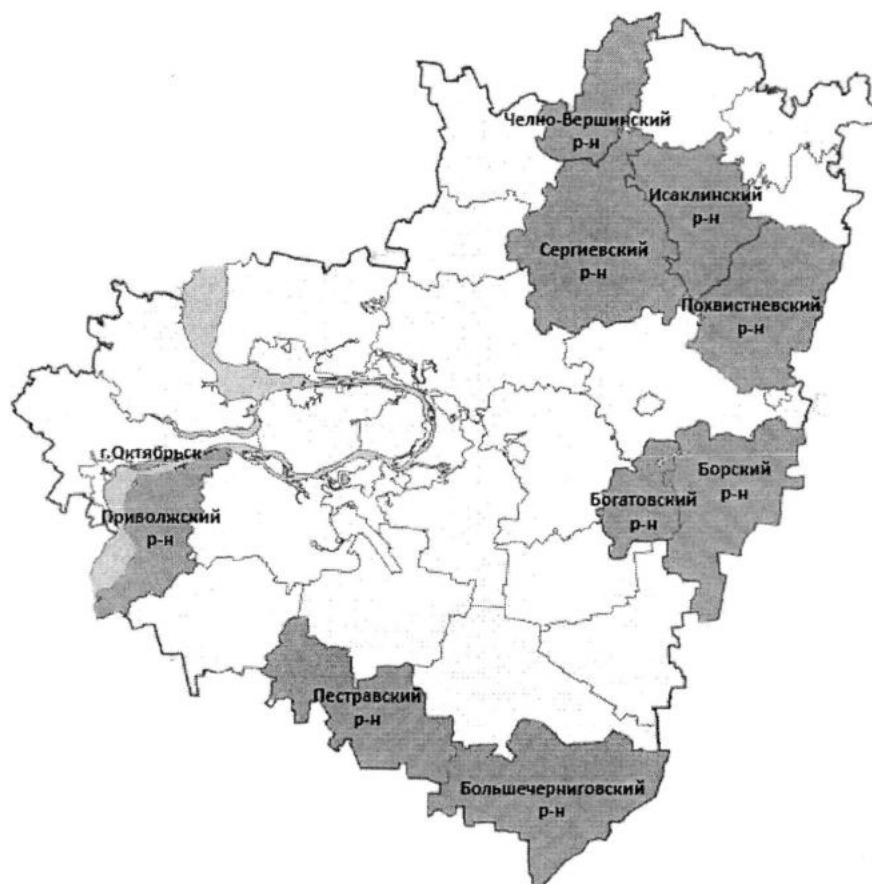 Челно-Вершинский
р-н
Исаклинский
р-н
Сергиевский
р-н
Похвистневский
р-н
г.Октябрьск
Борский
р-н
Богатовский
р-н
Приволжский
р-н
Пестравский
р-н
Большечерниговский
р-н